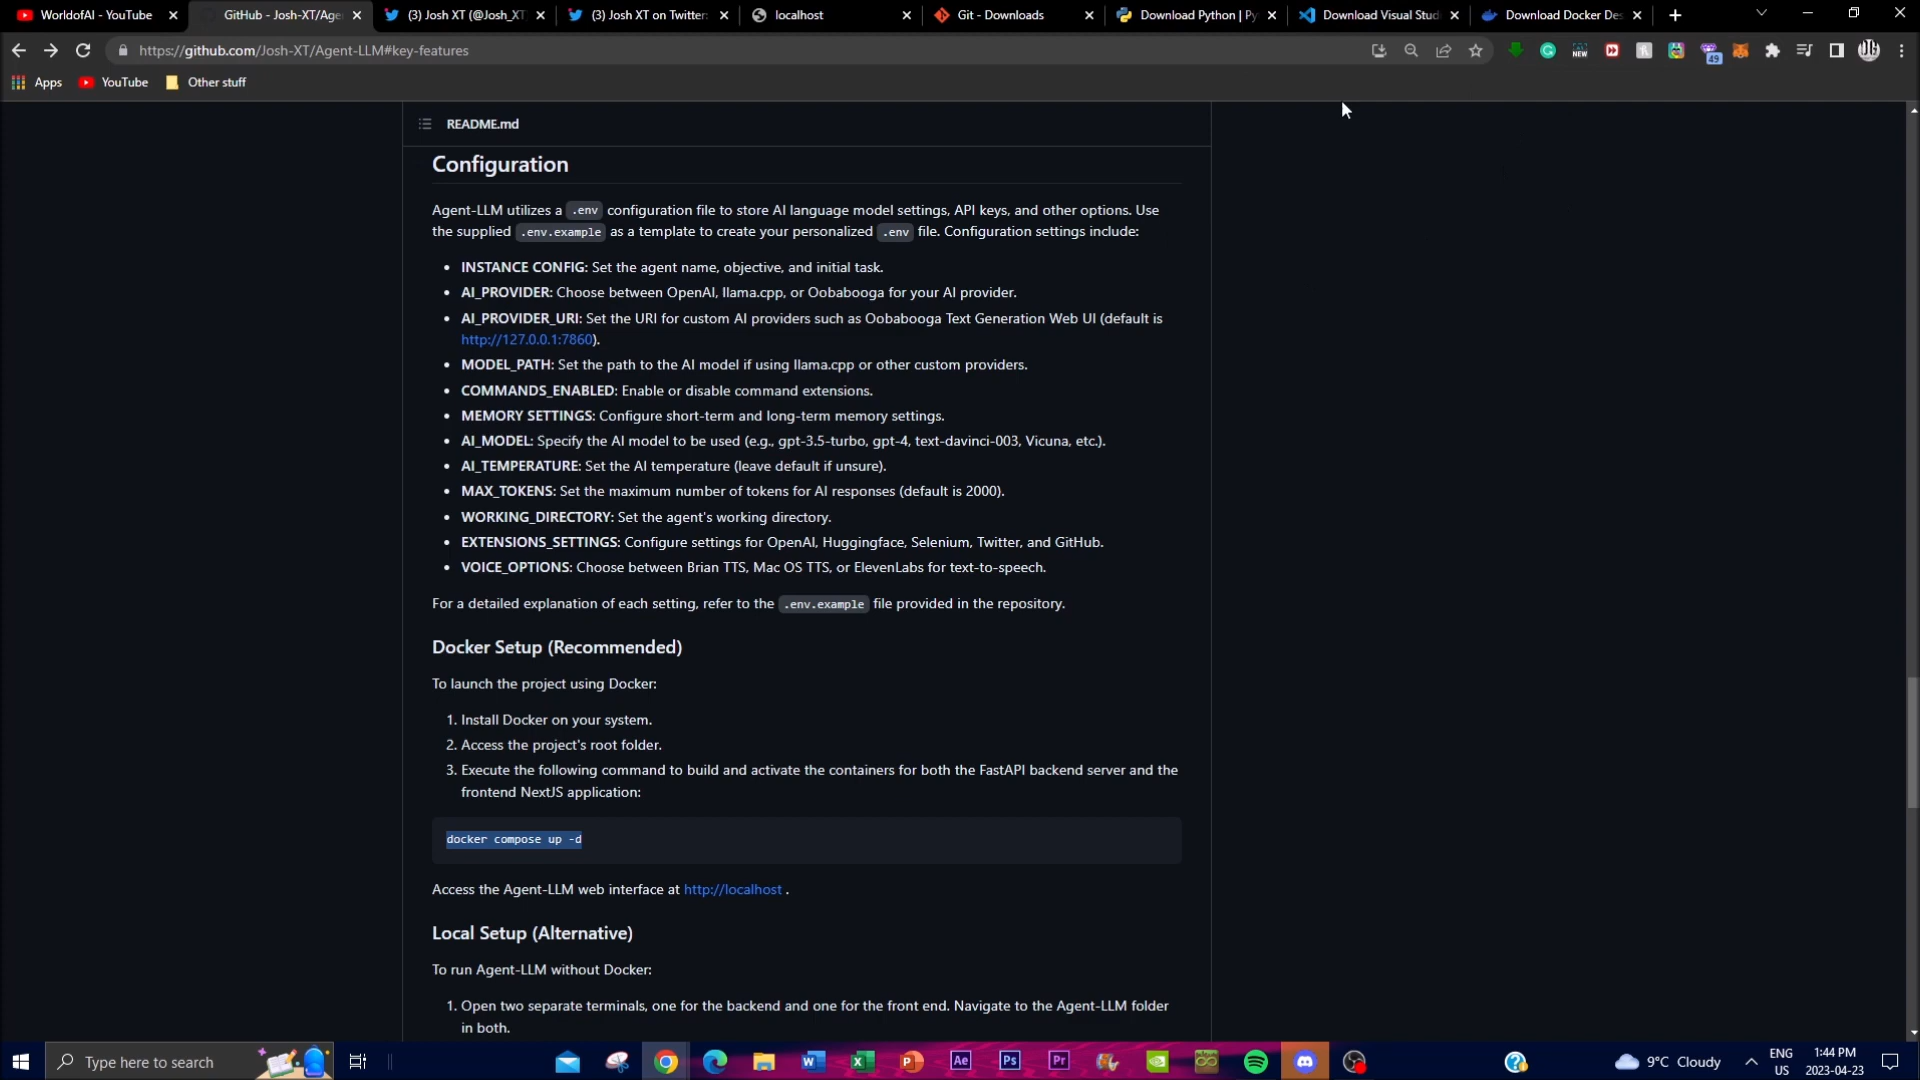 WorldofAI - YouTube
GitHub - Josh-XT/Age
(3) Josh XT (@Josh_XT
(3) Josh XT on Twitter:
localhost
Git - Downloads
Download Python | Py
Download Visual Stud
Download Docker Des
https://github.com/Josh-XT/Agent-LLM#key-features
NEW
49
Apps
YouTube
Other stuff
README.md
Configuration
Agent-LLM utilizes a .env configuration file to store AI language model settings, API keys, and other options. Use
the supplied .env.example as a template to create your personalized .env file. Configuration settings include:
• INSTANCE CONFIG: Set the agent name, objective, and initial task.
• AI_PROVIDER: Choose between OpenAI, llama.cpp, or Oobabooga for your AI provider.
• AI_PROVIDER_URI: Set the URI for custom AI providers such as Oobabooga Text Generation Web UI (default is
http://127.0.0.1:7860).
• MODEL_PATH: Set the path to the AI model if using llama.cpp or other custom providers.
• COMMANDS_ENABLED: Enable or disable command extensions.
• MEMORY SETTINGS: Configure short-term and long-term memory settings.
• AI_MODEL: Specify the AI model to be used (e.g., gpt-3.5-turbo, gpt-4, text-davinci-003, Vicuna, etc.).
• AI_TEMPERATURE: Set the AI temperature (leave default if unsure).
• MAX_TOKENS: Set the maximum number of tokens for AI responses (default is 2000).
• WORKING_DIRECTORY: Set the agent's working directory.
• EXTENSIONS_SETTINGS: Configure settings for OpenAI, Huggingface, Selenium, Twitter, and GitHub.
• VOICE_OPTIONS: Choose between Brian TTS, Mac OS TTS, or ElevenLabs for text-to-speech.
For a detailed explanation of each setting, refer to the .env.example file provided in the repository.
Docker Setup (Recommended)
To launch the project using Docker:
1. Install Docker on your system.
2. Access the project's root folder.
3. Execute the following command to build and activate the containers for both the FastAPI backend server and the
frontend NextJS application:
docker compose up -d
Access the Agent-LLM web interface at http://localhost .
Local Setup (Alternative)
To run Agent-LLM without Docker:
1. Open two separate terminals, one for the backend and one for the front end. Navigate to the Agent-LLM folder
in both.
Type here to search
Ae
Ps
Pr
9°C Cloudy
ENG
US
1:44 PM
2023-04-23